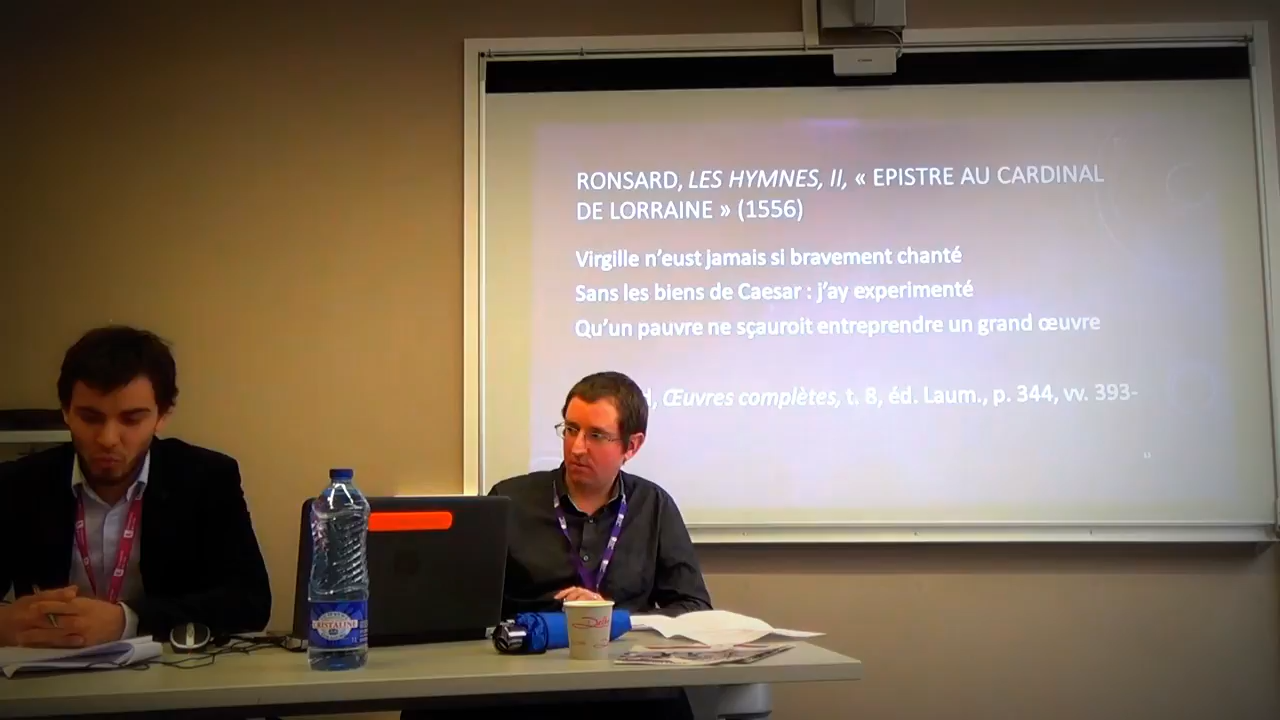 RONSARD, LES HYMNES, II, « EPISTRE AU CARDINAL
DE LORRAINE » (1556)
Virgille n'eust jamais si bravement chanté
Sans les biens de Caesar : j'ay experimenté
Qu'un pauvre ne sçauroit entreprendre un grand œuvre
Œuvres complètes, t. 8, éd. Laum., p. 344, vv. 393-
CRISTALINE